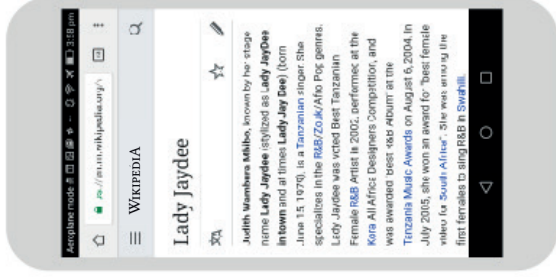 Aeroplane mode 3:18 pm
WIKIPEDIA
Lady Jaydee
Judith Wambura Mbibo, known by her stage
name Lady Jaydee (stylized as Lady JayDee
in town and at times Lady Jay Dee) (born
June 15, 1979), is a Tanzanian singer. She
specializes in the R&B/Zouk/Afro Pop genres.
Lady Jaydee was voted Best Tanzanian
Female R&B Artist in 2002, performed at the
Kora All Africa Designers Competition, and
was awarded "best R&B Album" at the
Tanzania Music Awards on August 6, 2004. In
July 2005, she won an award for "best female
video for South Africa". She was among the
first females to sing R&B in Swahili.